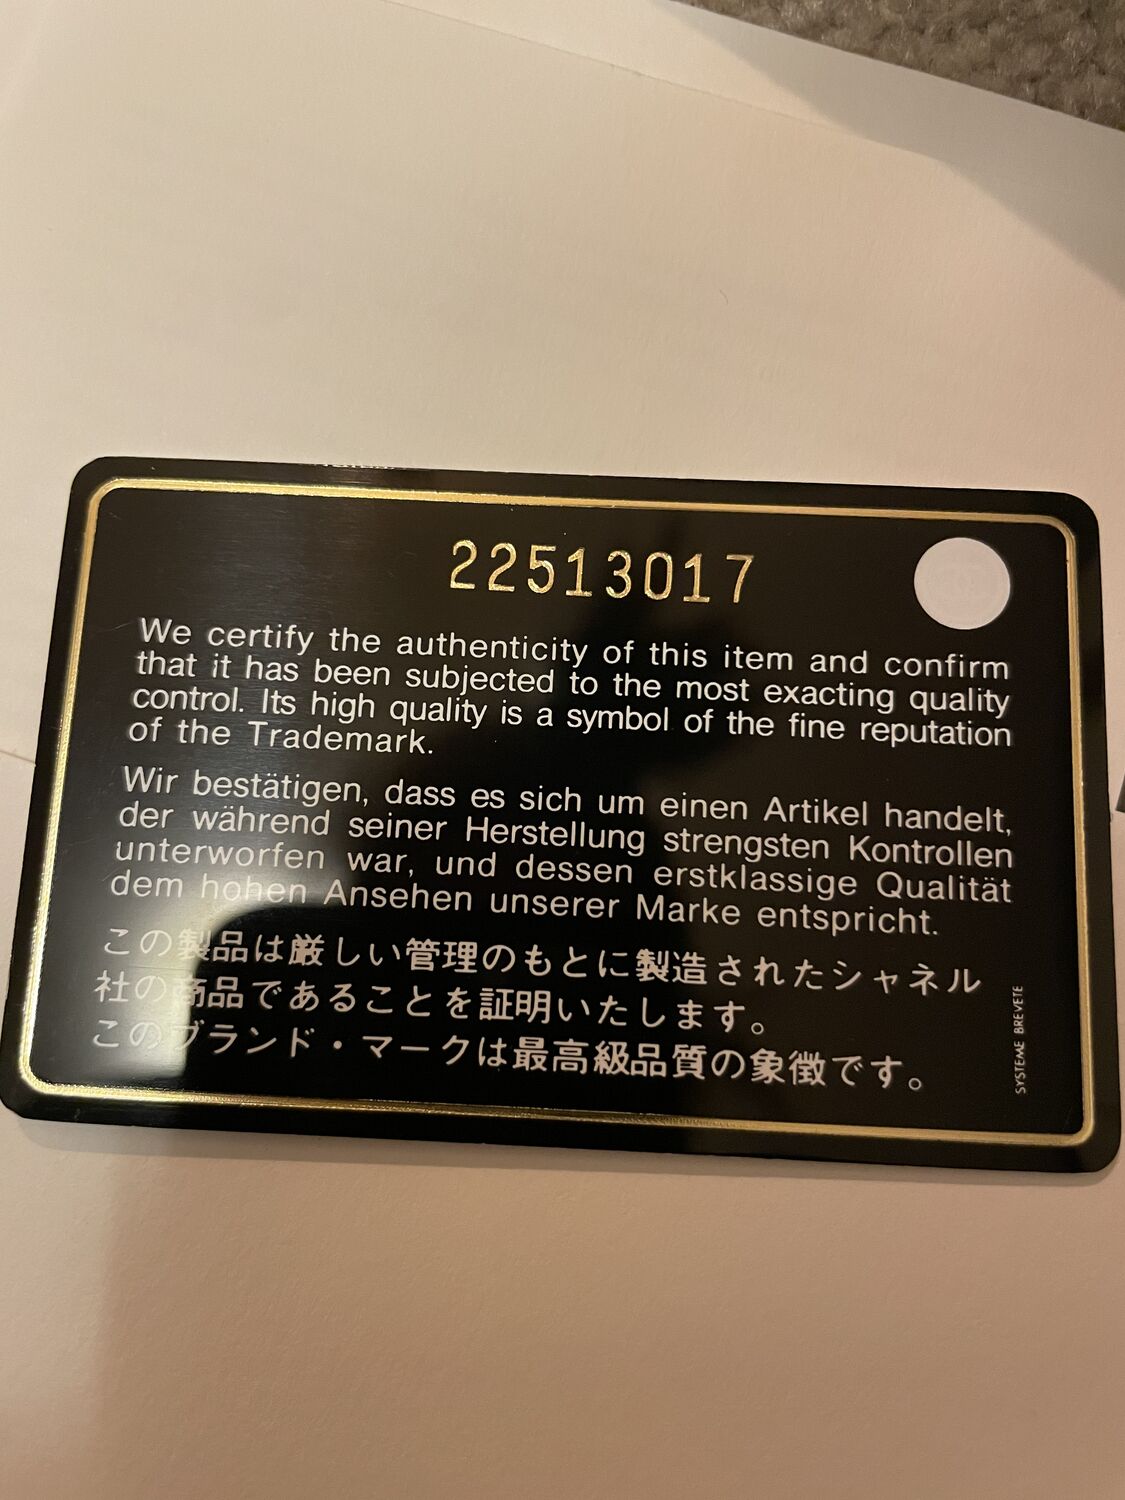 22513017
We certify the authenticity of this item and confirm
that it has been subjected to the most exacting quality
control. Its high quality is a symbol of the fine reputation
of the Trademark.
Wir bestätigen, dass es sich um einen Artikel handelt,
der während seiner Herstellung strengsten Kontrollen
unterworfen war, und dessen erstklassige Qualität
dem hohen Ansehen unserer Marke entspricht.
この製品は厳しい管理のもとに製造されたシャネル
社の商品であることを証明いたします。
このブランド・マークは最高級品質の象徴です。
SYSTEME BREVETE